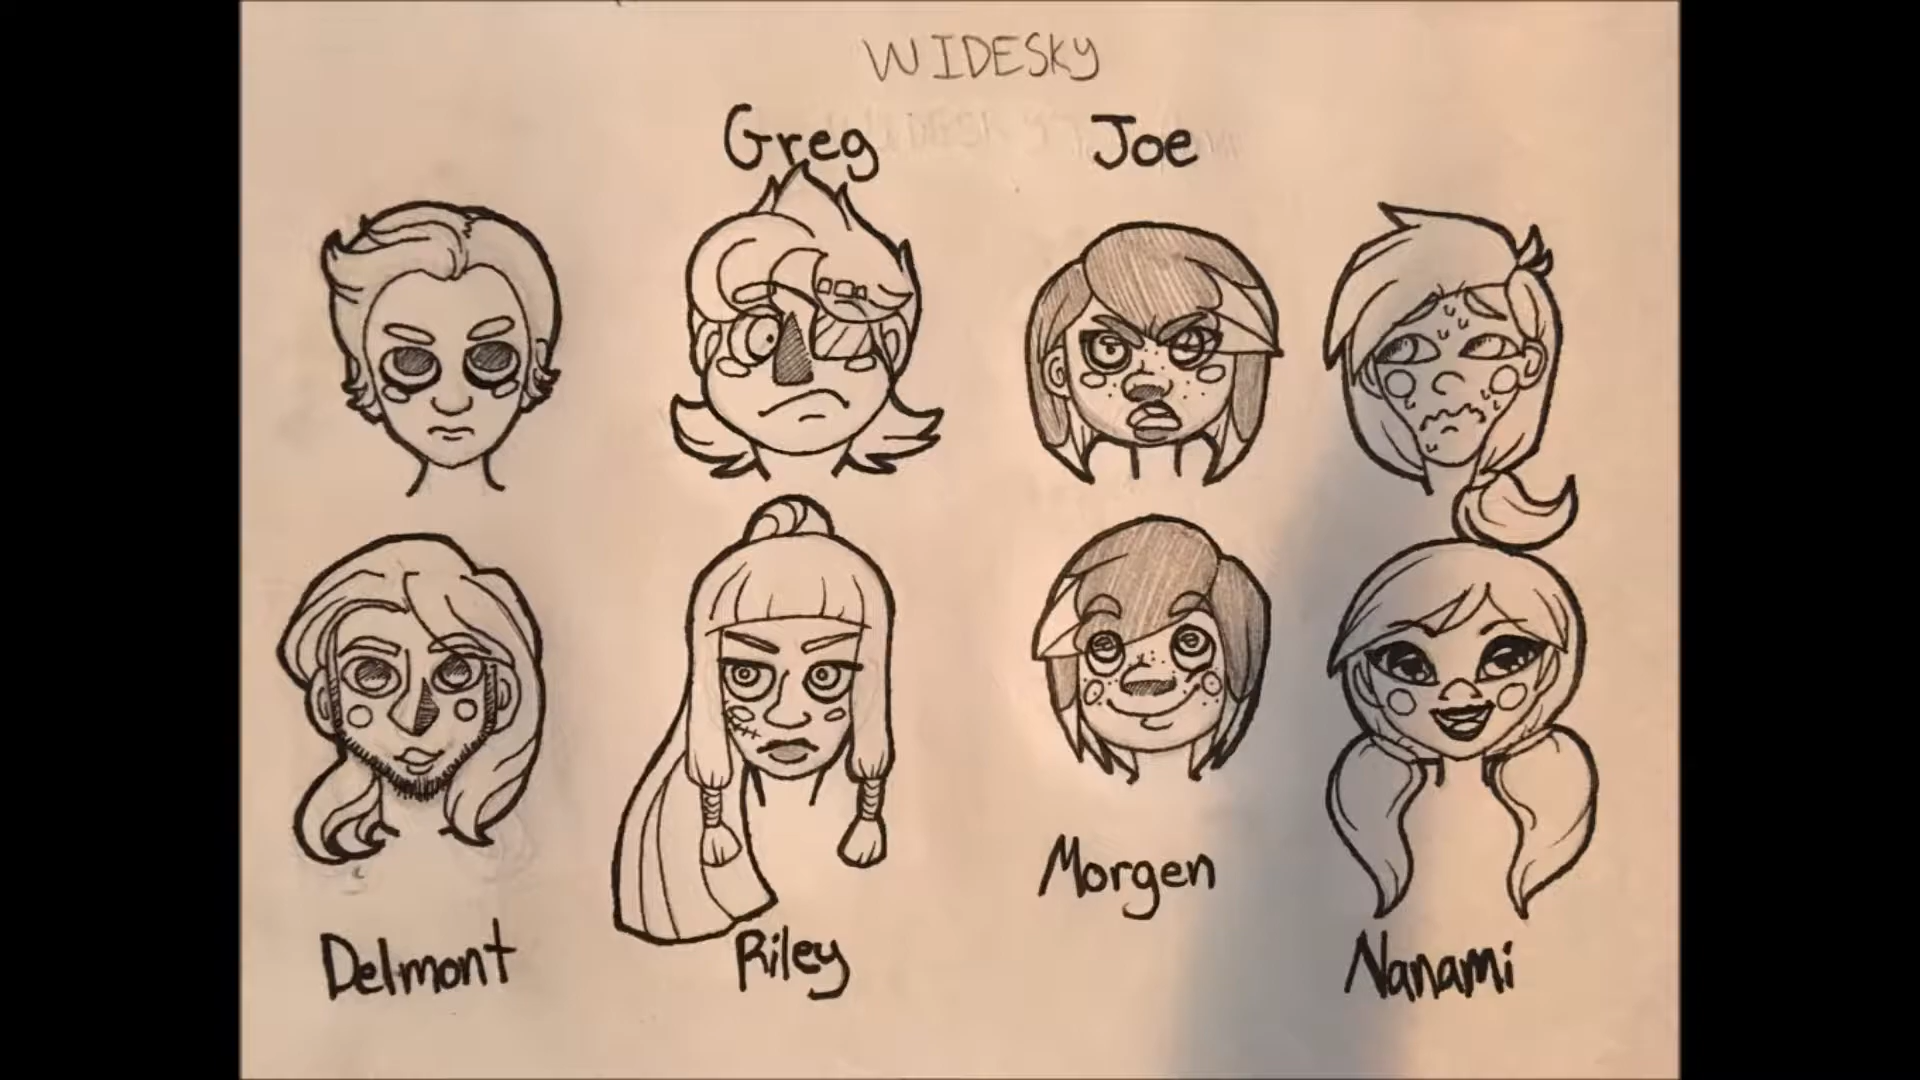 WIDESKY
Greg
Joe
Morgen
Delmont
Riley
Nanami